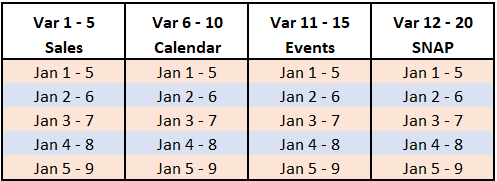 Var 1 - 5 Var 6 - 10 Var 11 - 15 Var 12 - 20
Sales Calendar Events SNAP
Jan 1 - 5 Jan 1 - 5 Jan 1 - 5 Jan 1 - 5
Jan 2 - 6 Jan 2 - 6 Jan 2 - 6 Jan 2 - 6
Jan 3 - 7 Jan 3 - 7 Jan 3 - 7 Jan 3 - 7
Jan 4 - 8 Jan 4 - 8 Jan 4 - 8 Jan 4 - 8
Jan 5 - 9 Jan 5 - 9 Jan 5 - 9 Jan 5 - 9